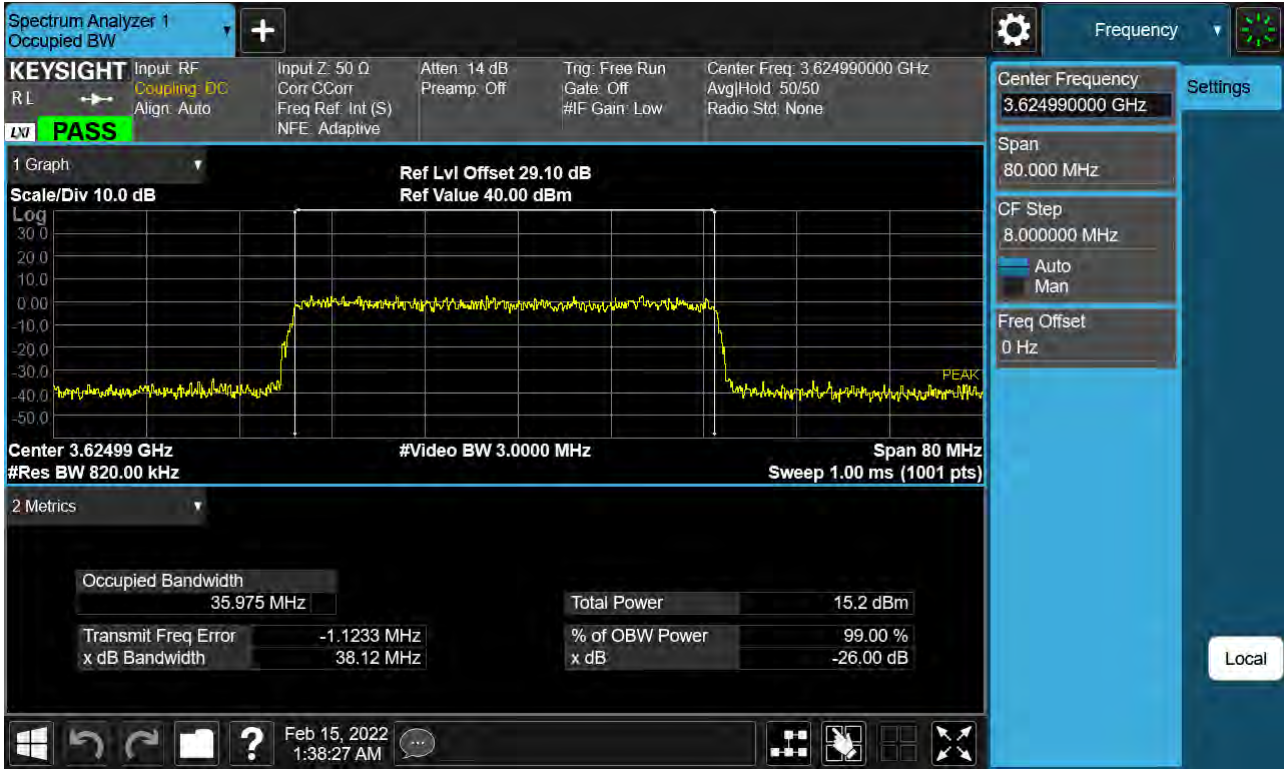 Spectrum Analyzer 1
Occupied BW
Frequency
KEYSIGHT
RL
LXI
PASS
Input: RF
Coupling: DC
Align: Auto
Input Z: 50 Ω
Corr CCorr
Freq Ref: Int (S)
NFE: Adaptive
Atten: 14 dB
Preamp: Off
Trig: Free Run
Gate: Off
#IF Gain: Low
Center Freq: 3.624990000 GHz
Avg|Hold: 50/50
Radio Std: None
1 Graph
Scale/Div 10.0 dB
Ref Lvl Offset 29.10 dB
Ref Value 40.00 dBm
Log
30.0
20.0
10.0
0.00
-10.0
-20.0
-30.0
-40.0
-50.0
PEAK
Center 3.62499 GHz
#Video BW 3.0000 MHz
Span 80 MHz
#Res BW 820.00 kHz
Sweep 1.00 ms (1001 pts)
2 Metrics
Occupied Bandwidth
35.975 MHz
Total Power 15.2 dBm
Transmit Freq Error -1.1233 MHz
% of OBW Power 99.00 %
x dB Bandwidth 38.12 MHz
x dB -26.00 dB
Feb 15, 2022
1:38:27 AM
Center Frequency
3.624990000 GHz
Settings
Span
80.000 MHz
CF Step
8.000000 MHz
Auto
Man
Freq Offset
0 Hz
Local